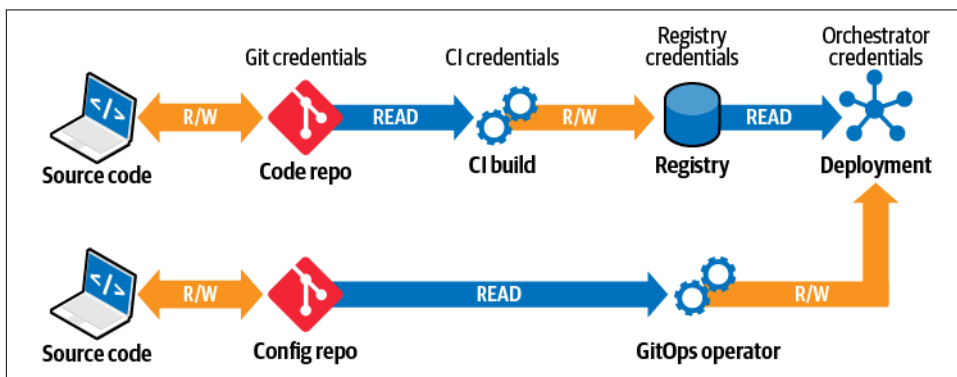 Git credentials
CI credentials
Registry
credentials
Orchestrator
credentials
</>
R/W
READ
R/W
READ
Source code
Code repo
CI build
Registry
Deployment
</>
R/W
READ
R/W
Source code
Config repo
GitOps operator